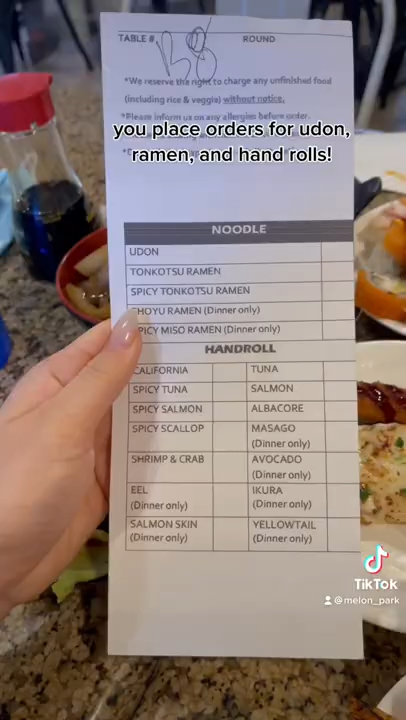 TABLE # B8 ROUND
*We reserve the right to charge any unfinished food
(including rice & veggie) without notice.
*Please inform us on any allergies before order.
you place orders for udon,
ramen, and hand rolls!
NOODLE
UDON
TONKOTSU RAMEN
SPICY TONKOTSU RAMEN
SHOYU RAMEN (Dinner only)
SPICY MISO RAMEN (Dinner only)
HANDROLL
CALIFORNIA TUNA
SPICY TUNA SALMON
SPICY SALMON ALBACORE
SPICY SCALLOP MASAGO
(Dinner only)
SHRIMP & CRAB AVOCADO
(Dinner only)
EEL IKURA
(Dinner only) (Dinner only)
SALMON SKIN YELLOWTAIL
(Dinner only) (Dinner only)
TikTok
@melon_park